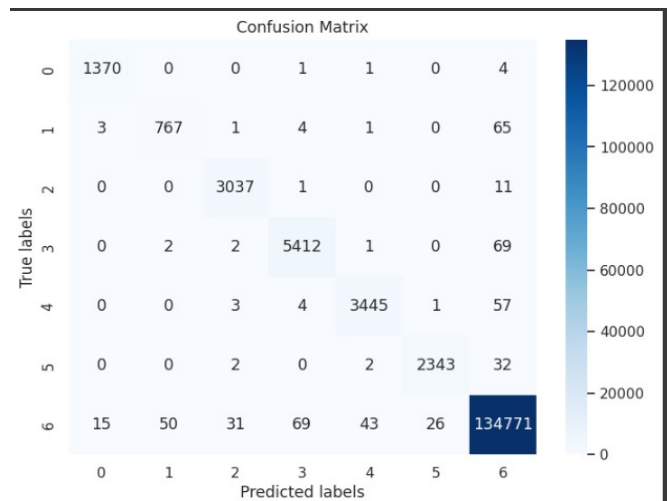 Confusion Matrix
0 1370 0 0 1 1 0 4
1 3 767 1 4 1 0 65
2 0 0 3037 1 0 0 11
3 0 2 2 5412 1 0 69
4 0 0 3 4 3445 1 57
5 0 0 2 0 2 2343 32
6 15 50 31 69 43 26 134771
0 1 2 3 4 5 6
True labels
Predicted labels
120000
100000
80000
60000
40000
20000
0